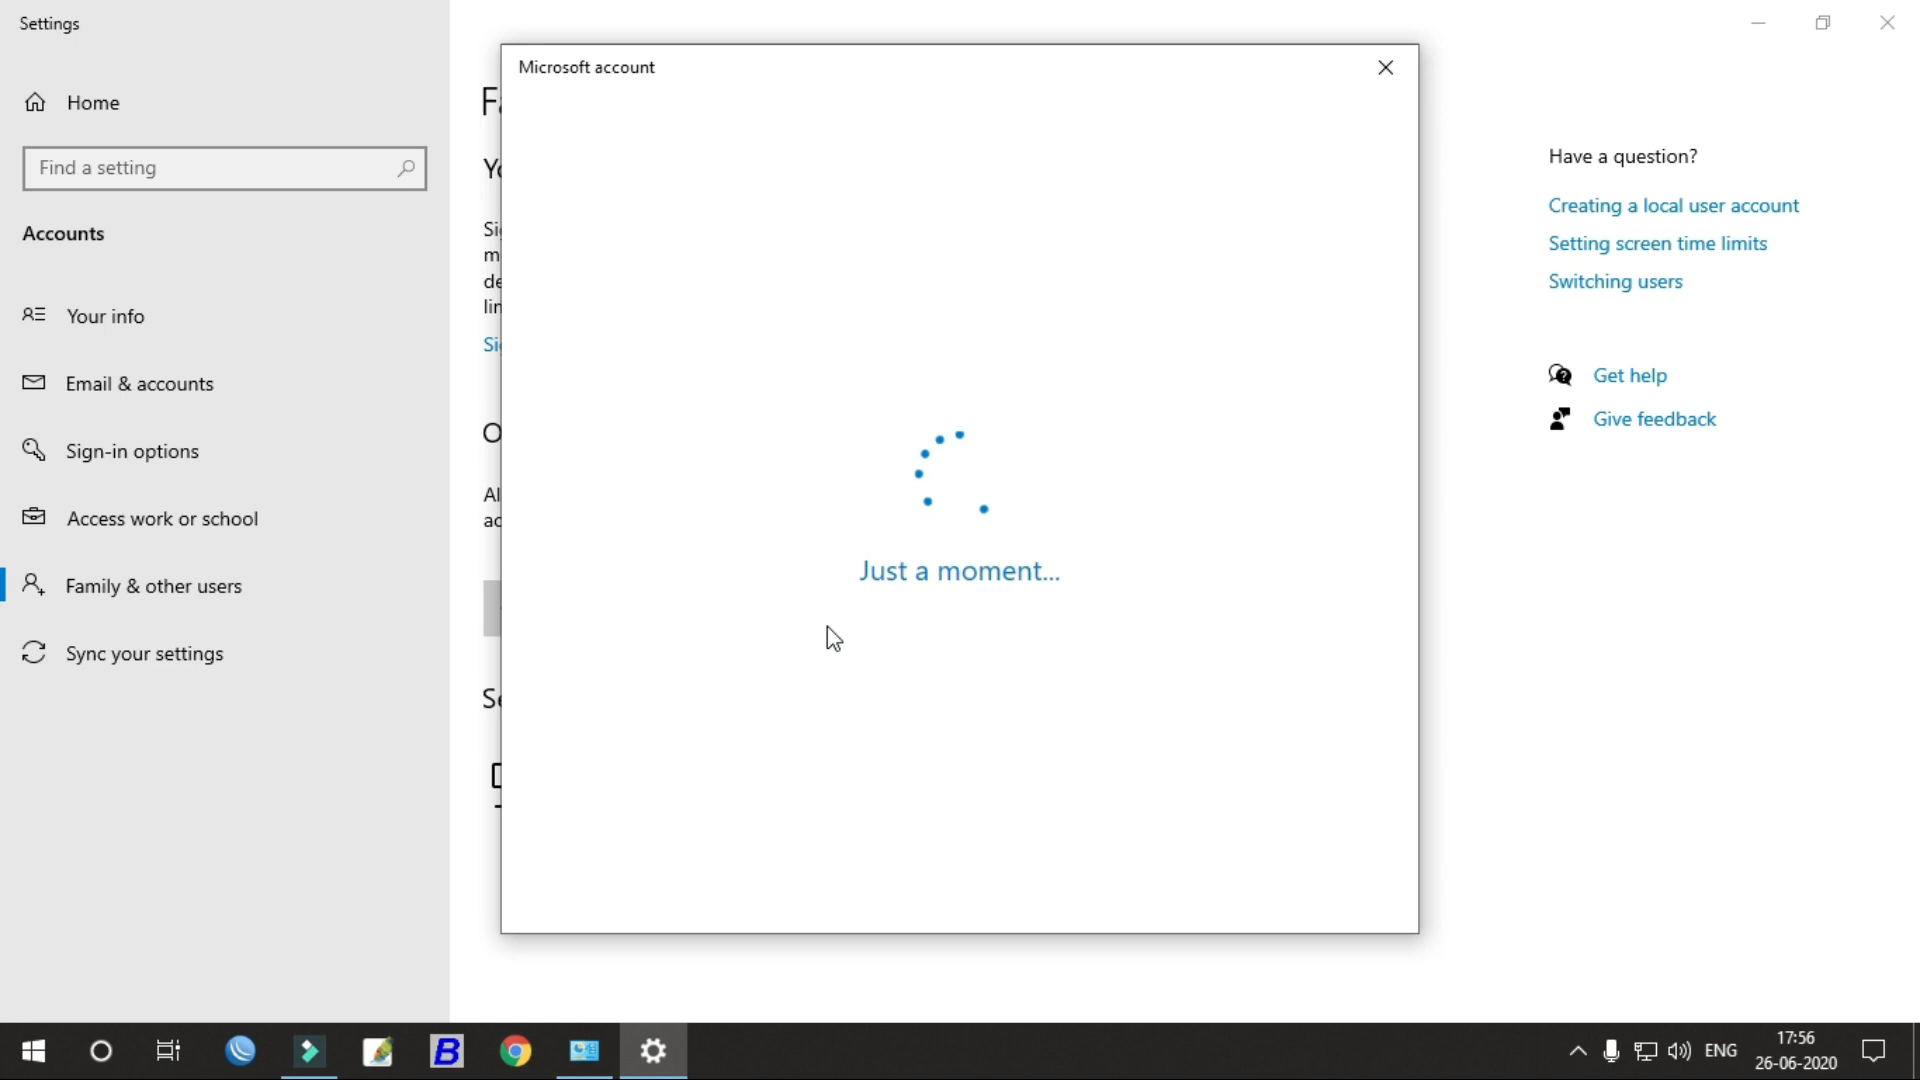 Settings
Home
Find a setting
Accounts
Your info
Email & accounts
Sign-in options
Access work or school
Family & other users
Sync your settings
Microsoft account
Just a moment...
Have a question?
Creating a local user account
Setting screen time limits
Switching users
Get help
Give feedback
B
ENG
17:56
26-06-2020